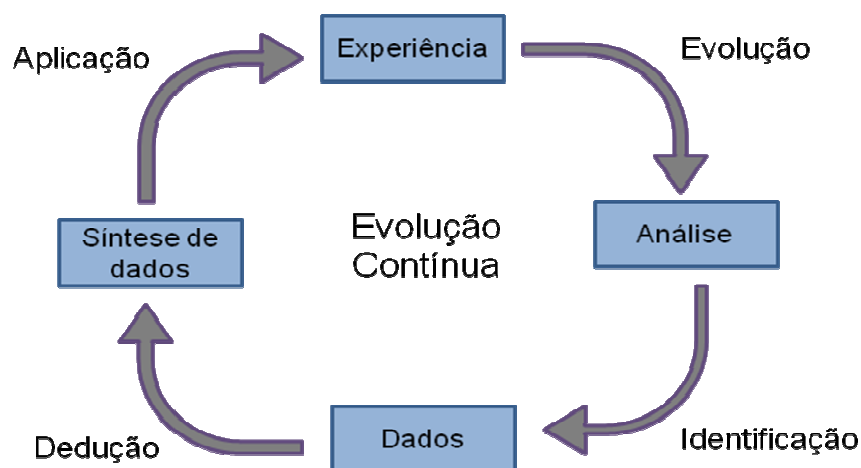 Aplicação
Experiência
Evolução
Síntese de
dados
Evolução
Contínua
Análise
Dedução
Dados
Identificação